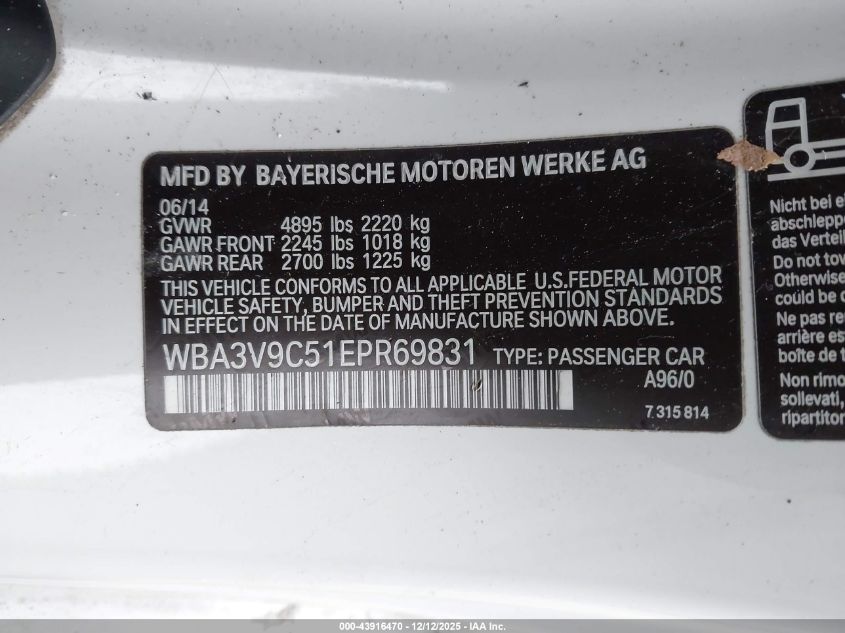 MFD BY BAYERISCHE MOTOREN WERKE AG
06/14
GVWR 4895 lbs 2220 kg
GAWR FRONT 2245 lbs 1018 kg
GAWR REAR 2700 lbs 1225 kg
THIS VEHICLE CONFORMS TO ALL APPLICABLE U.S.FEDERAL MOTOR
VEHICLE SAFETY, BUMPER AND THEFT PREVENTION STANDARDS
IN EFFECT ON THE DATE OF MANUFACTURE SHOWN ABOVE.
WBA3V9C51EPR69831 TYPE: PASSENGER CAR
A96/0
7 315 814
Nicht bei
abschlepp
das Verteil
Do not tow
Otherwise
could be
Ne pas
arrière est
boîte de t
Non rimo
sollevati,
ripartitor
000-43916470 - 12/12/2025 - IAA Inc.